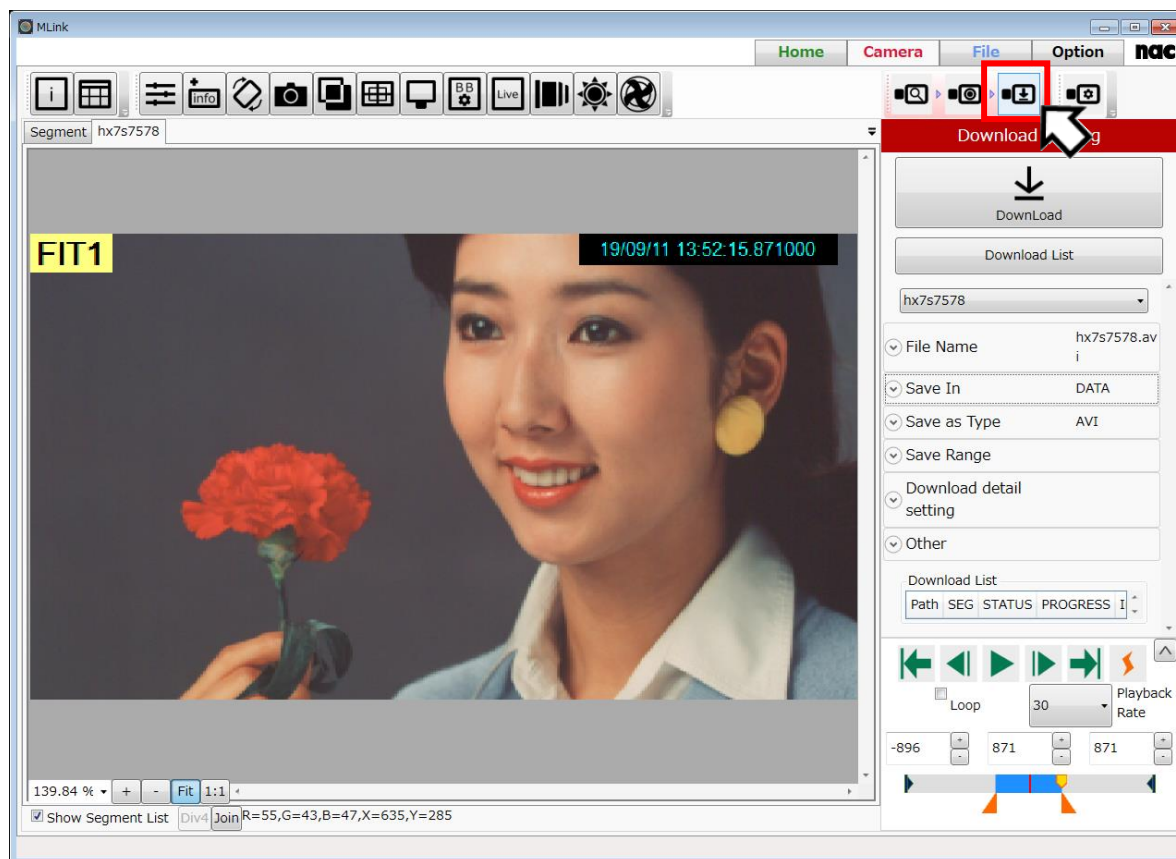 MLink
Home Camera File Option nac
i info BB Live
Segment hx7s7578
Download g
FIT1
19/09/11 13:52:15.871000
DownLoad
Download List
hx7s7578
File Name hx7s7578.av
i
Save In DATA
Save as Type AVI
Save Range
Download detail
setting
Other
Download List
Path SEG STATUS PROGRESS I
Loop 30 Playback
Rate
-896 + - 871 + - 871 + -
139.84 % + - Fit 1:1
Show Segment List Div4 Join R=55,G=43,B=47,X=635,Y=285